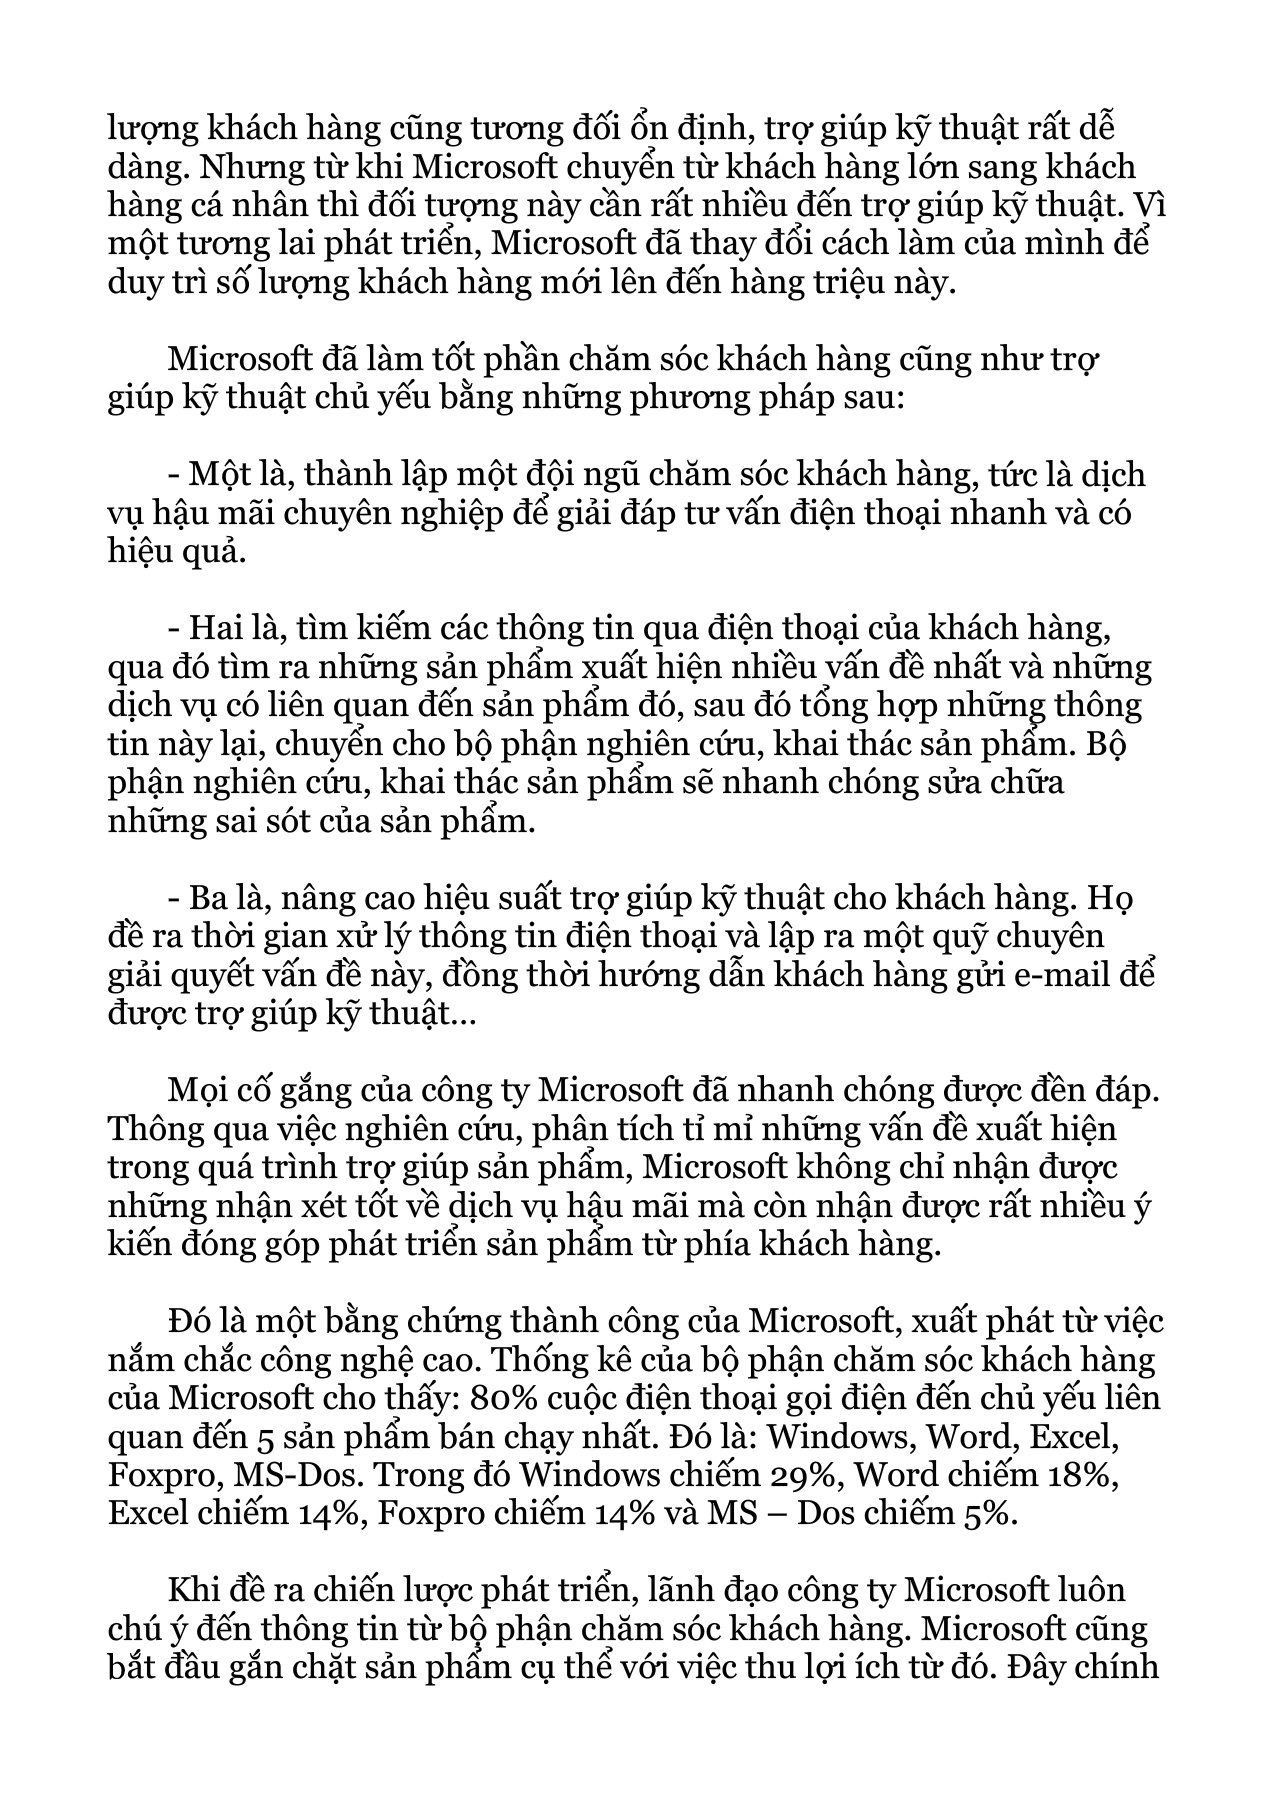 lượng khách hàng cũng tương đối ổn định, trợ giúp kỹ thuật rất dễ
dàng. Nhưng từ khi Microsoft chuyển từ khách hàng lớn sang khách
hàng cá nhân thì đối tượng này cần rất nhiều đến trợ giúp kỹ thuật. Vì
một tương lai phát triển, Microsoft đã thay đổi cách làm của mình để
duy trì số lượng khách hàng mới lên đến hàng triệu này.
Microsoft đã làm tốt phần chăm sóc khách hàng cũng như trợ
giúp kỹ thuật chủ yếu bằng những phương pháp sau:
- Một là, thành lập một đội ngũ chăm sóc khách hàng, tức là dịch
vụ hậu mãi chuyên nghiệp để giải đáp tư vấn điện thoại nhanh và có
hiệu quả.
- Hai là, tìm kiếm các thông tin qua điện thoại của khách hàng,
qua đó tìm ra những sản phẩm xuất hiện nhiều vấn đề nhất và những
dịch vụ có liên quan đến sản phẩm đó, sau đó tổng hợp những thông
tin này lại, chuyển cho bộ phận nghiên cứu, khai thác sản phẩm. Bộ
phận nghiên cứu, khai thác sản phẩm sẽ nhanh chóng sửa chữa
những sai sót của sản phẩm.
- Ba là, nâng cao hiệu suất trợ giúp kỹ thuật cho khách hàng. Họ
đề ra thời gian xử lý thông tin điện thoại và lập ra một quỹ chuyên
giải quyết vấn đề này, đồng thời hướng dẫn khách hàng gửi e-mail để
được trợ giúp kỹ thuật...
Mọi cố gắng của công ty Microsoft đã nhanh chóng được đền đáp.
Thông qua việc nghiên cứu, phân tích tỉ mỉ những vấn đề xuất hiện
trong quá trình trợ giúp sản phẩm, Microsoft không chỉ nhận được
những nhận xét tốt về dịch vụ hậu mãi mà còn nhận được rất nhiều ý
kiến đóng góp phát triển sản phẩm từ phía khách hàng.
Đó là một bằng chứng thành công của Microsoft, xuất phát từ việc
nắm chắc công nghệ cao. Thống kê của bộ phận chăm sóc khách hàng
của Microsoft cho thấy: 80% cuộc điện thoại gọi điện đến chủ yếu liên
quan đến 5 sản phẩm bán chạy nhất. Đó là: Windows, Word, Excel,
Foxpro, MS-Dos. Trong đó Windows chiếm 29%, Word chiếm 18%,
Excel chiếm 14%, Foxpro chiếm 14% và MS – Dos chiếm 5%.
Khi đề ra chiến lược phát triển, lãnh đạo công ty Microsoft luôn
chú ý đến thông tin từ bộ phận chăm sóc khách hàng. Microsoft cũng
bắt đầu gắn chặt sản phẩm cụ thể với việc thu lợi ích từ đó. Đây chính